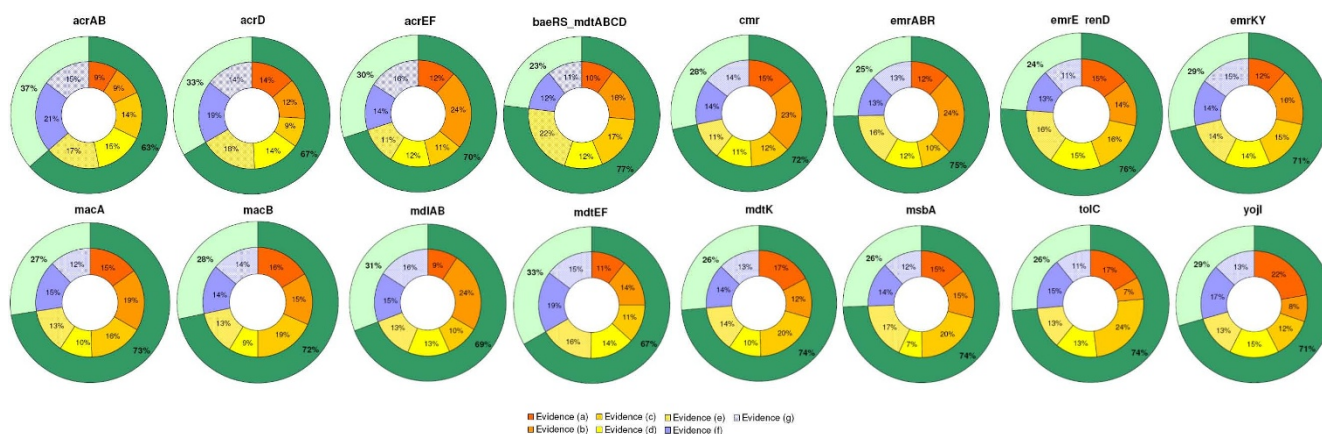 acrAB acrD acrEF baeRS_mdtABCD cmr emrABR emrE_renD emrKY
37% 15% 9% 9% 14% 15% 17% 21% 63%
33% 14% 14% 12% 9% 14% 18% 19% 67%
30% 16% 12% 24% 11% 12% 11% 14% 70%
23% 11% 10% 16% 17% 12% 22% 12% 77%
28% 14% 15% 23% 12% 11% 11% 14% 72%
25% 13% 12% 24% 10% 12% 16% 13% 75%
24% 11% 15% 14% 16% 15% 16% 13% 76%
29% 15% 12% 16% 15% 14% 14% 14% 71%
macA macB mdlAB mdtEF mdtK msbA tolC yojI
27% 12% 15% 19% 16% 10% 13% 15% 73%
28% 14% 16% 15% 19% 9% 13% 14% 72%
31% 16% 9% 24% 10% 13% 13% 15% 69%
33% 15% 11% 14% 11% 14% 16% 19% 67%
26% 13% 17% 12% 20% 10% 14% 14% 74%
26% 12% 15% 15% 20% 7% 17% 14% 74%
26% 11% 17% 7% 24% 13% 13% 15% 74%
29% 13% 22% 8% 12% 15% 13% 17% 71%
Evidence (a) Evidence (c) Evidence (e) Evidence (g)
Evidence (b) Evidence (d) Evidence (f)